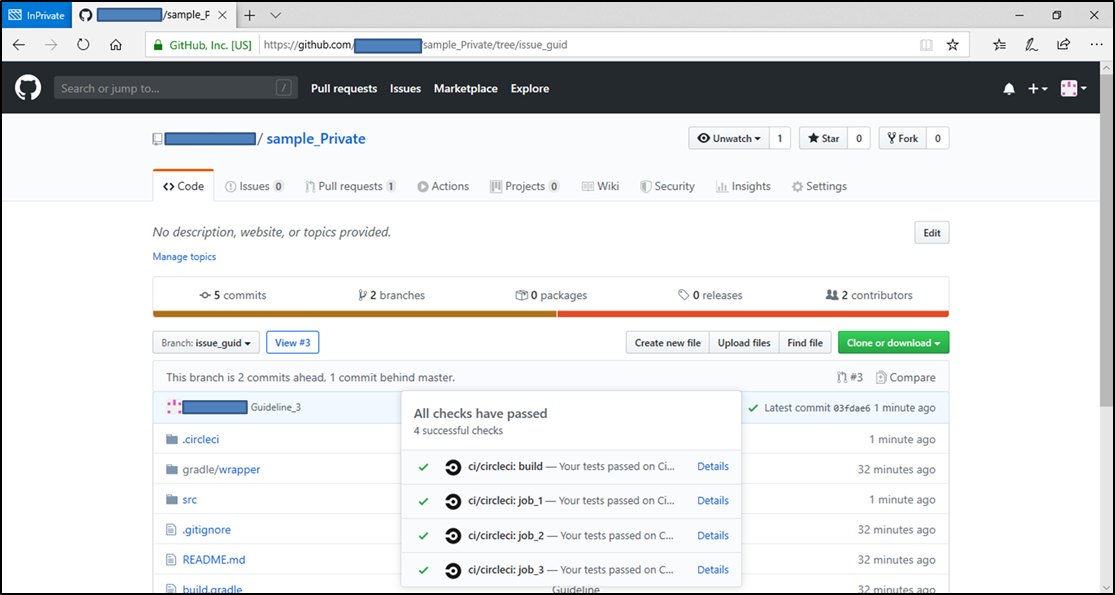 InPrivate
/sample_P
GitHub, Inc. [US] https://github.com/ sample_Private/tree/issue_guid
Search or jump to... / Pull requests Issues Marketplace Explore
/ sample_Private
Unwatch 1 Star 0 Fork 0
Code Issues 0 Pull requests 1 Actions Projects 0 Wiki Security Insights Settings
No description, website, or topics provided. Edit
Manage topics
5 commits 2 branches 0 packages 0 releases 2 contributors
Branch: issue_guid View #3 Create new file Upload files Find file Clone or download
This branch is 2 commits ahead, 1 commit behind master. #3 Compare
Guideline_3 Latest commit 03fdae6 1 minute ago
All checks have passed
4 successful checks
.circleci 1 minute ago
ci/circleci: build — Your tests passed on Ci... Details
gradle/wrapper 32 minutes ago
ci/circleci: job_1 — Your tests passed on Ci... Details
src 1 minute ago
ci/circleci: job_2 — Your tests passed on C... Details
.gitignore 32 minutes ago
ci/circleci: job_3 — Your tests passed on C... Details
README.md 32 minutes ago
build.gradle Guideline 32 minutes ago